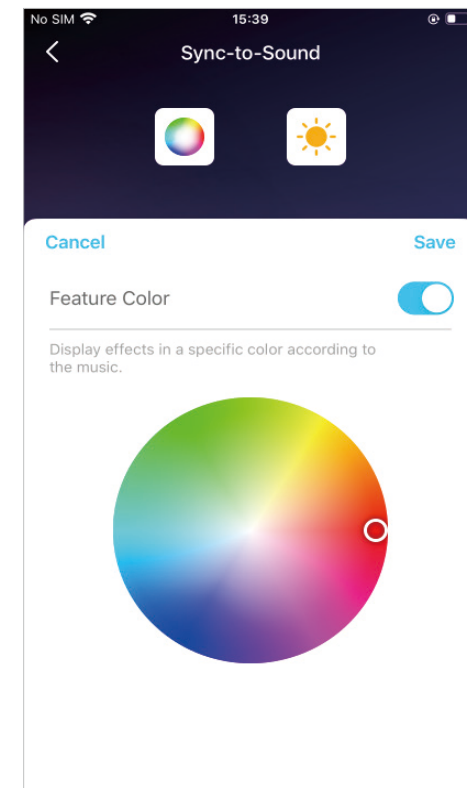 No SIM 15:39
Sync-to-Sound
Cancel Save
Feature Color
Display effects in a specific color according to
the music.